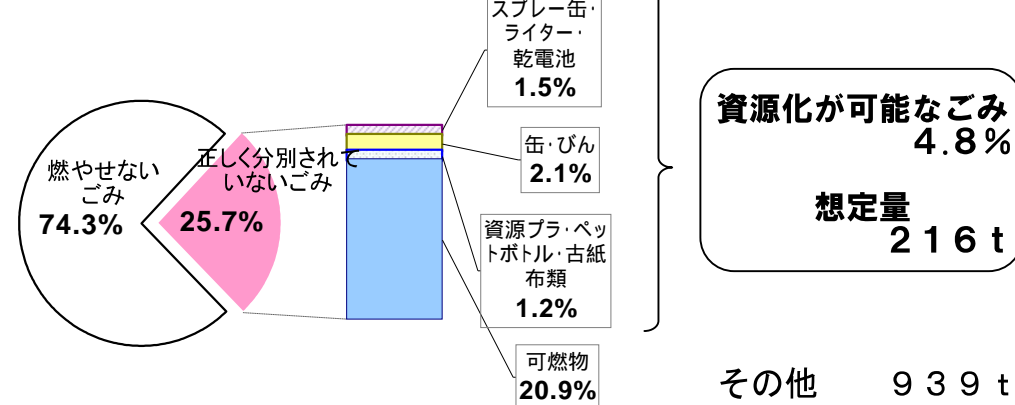 スプレー缶・
ライター・
乾電池
1.5%
燃やせない
ごみ
74.3%
正しく分別されて
いないごみ
25.7%
缶・びん
2.1%
資源プラ・ペッ
トボトル・古紙
布類
1.2%
可燃物
20.9%
資源化が可能なごみ
4.8%
想定量
216ｔ
その他　９３９ｔ